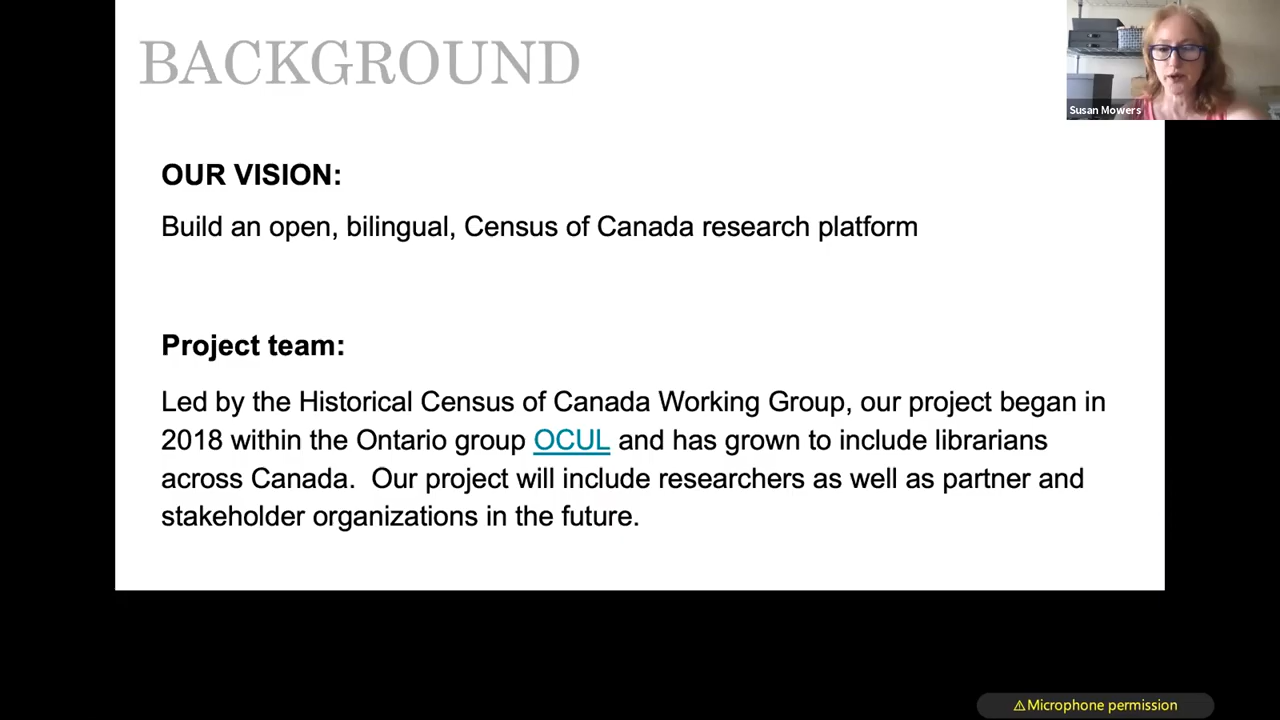 BACKGROUND
Susan Mowers
OUR VISION:
Build an open, bilingual, Census of Canada research platform
Project team:
Led by the Historical Census of Canada Working Group, our project began in
2018 within the Ontario group OCUL and has grown to include librarians
across Canada.  Our project will include researchers as well as partner and
stakeholder organizations in the future.
⚠Microphone permission